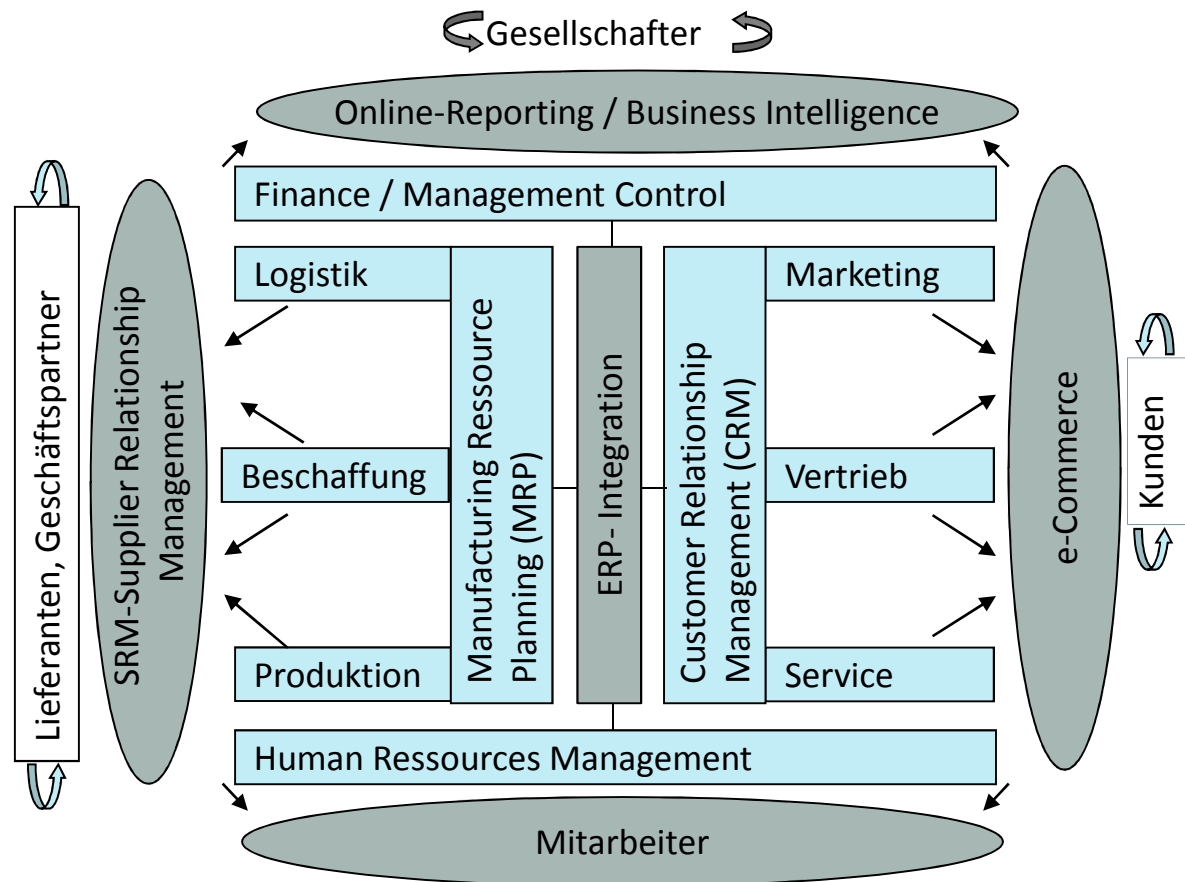 Gesellschafter
Online-Reporting / Business Intelligence
Finance / Management Control
Lieferanten, Geschäftspartner
SRM-Supplier Relationship
Management
Logistik
Beschaffung
Produktion
Manufacturing Ressource
Planning (MRP)
ERP- Integration
Customer Relationship
Management (CRM)
Marketing
Vertrieb
Service
e-Commerce
Kunden
Human Ressources Management
Mitarbeiter